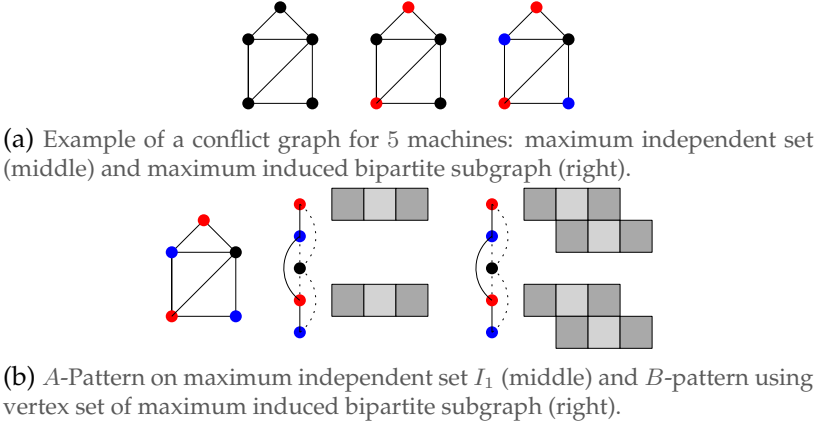 (a) Example of a conflict graph for 5 machines: maximum independent set
(middle) and maximum induced bipartite subgraph (right).
(b) A-Pattern on maximum independent set I₁ (middle) and B-pattern using
vertex set of maximum induced bipartite subgraph (right).